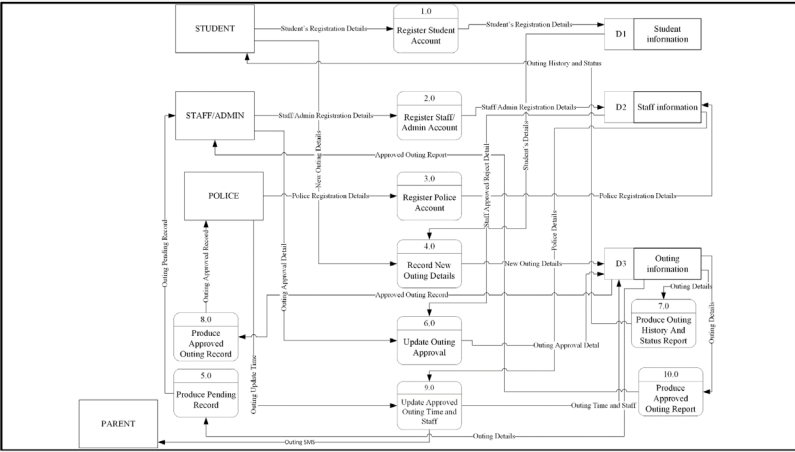 1.0
STUDENT
Student's Registration Details
Register Student
Account
Student's Registration Details
D1
Student
information
Outing History and Status
2.0
STAFF/ADMIN
Staff/Admin Registration Details
Register Staff/
Admin Account
Staff/Admin Registration Details
D2
Staff information
New Outing Details
Student's Details
Staff Approved/Reject Detail
Approved Outing Report
3.0
POLICE
Police Registration Details
Register Police
Account
Police Registration Details
Police Details
Outing Pending Record
Outing Approved Record
Outing Approval Detail
4.0
Record New
Outing Details
New Outing Details
D3
Outing
information
Outing Details
Outing Details
Approved Outing Record
8.0
Produce
Approved
Outing Record
6.0
Update Outing
Approval
Outing Approval Detal
7.0
Produce Outing
History And
Status Report
Outing Update Time
5.0
Produce Pending
Record
9.0
Update Approved
Outing Time and
Staff
Outing Time and Staff
10.0
Produce
Approved
Outing Report
PARENT
Outing Details
Outing SMS